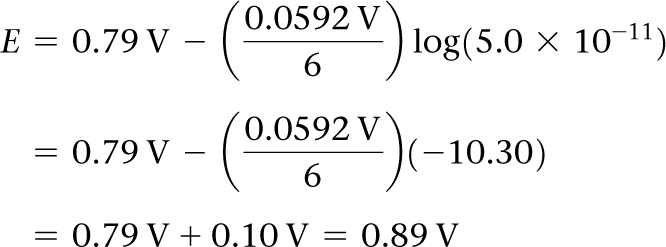 E = 0.79 V − (0.0592 V / 6) log(5.0 × 10⁻¹¹)
= 0.79 V − (0.0592 V / 6)(−10.30)
= 0.79 V + 0.10 V = 0.89 V